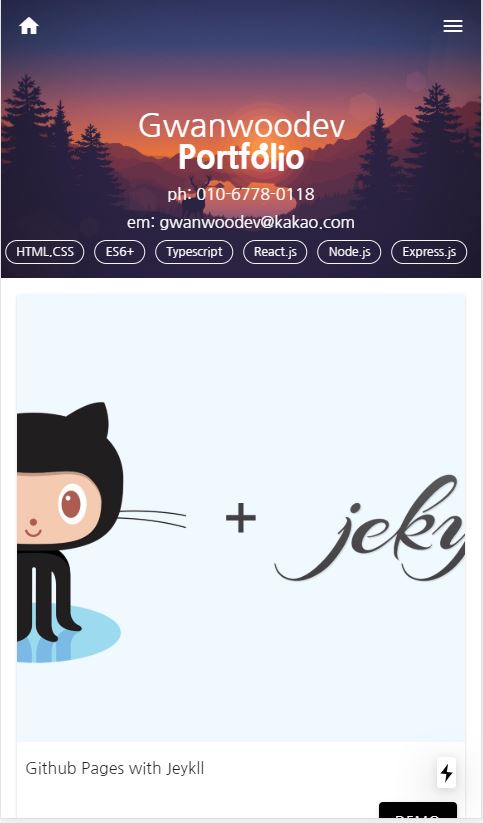 Gwanwoodev
Portfolio
ph: 010-6778-0118
em: gwanwoodev@kakao.com
HTML,CSS ES6+ Typescript React.js Node.js Express.js
+ jeky
Github Pages with Jeykll
DEMO